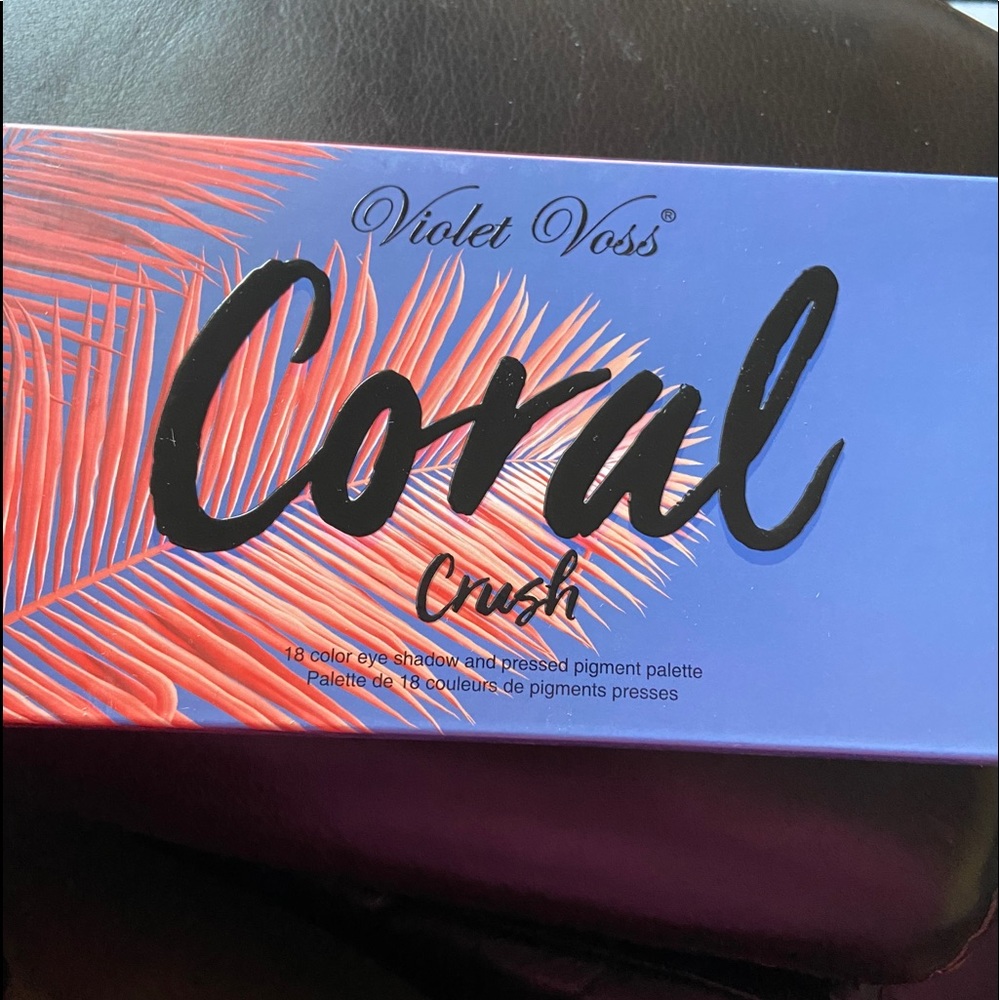 Violet Voss®
Coral
Crush
18 color eye shadow and pressed pigment palette
Palette de 18 couleurs de pigments presses